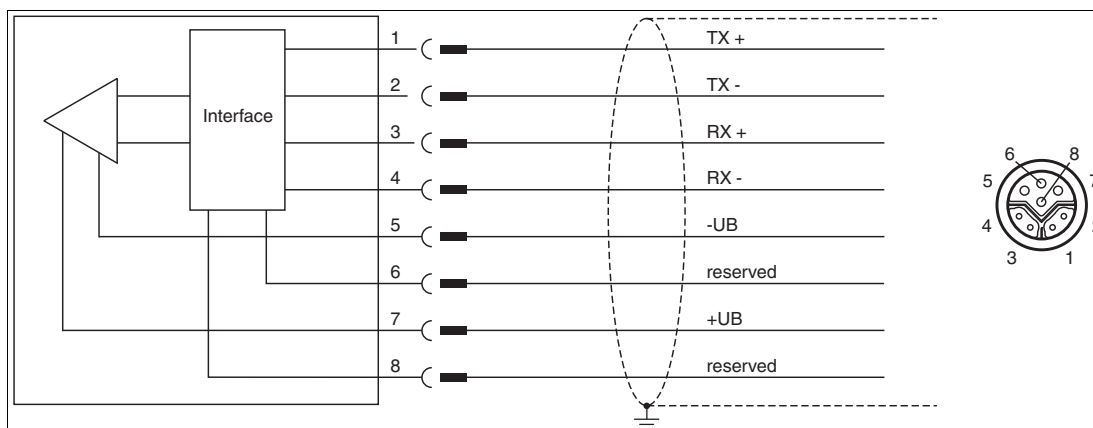 1 TX +
2 TX -
Interface
3 RX +
4 RX -
5 -UB
6 reserved
7 +UB
8 reserved
6 8
5 7
4
3 1